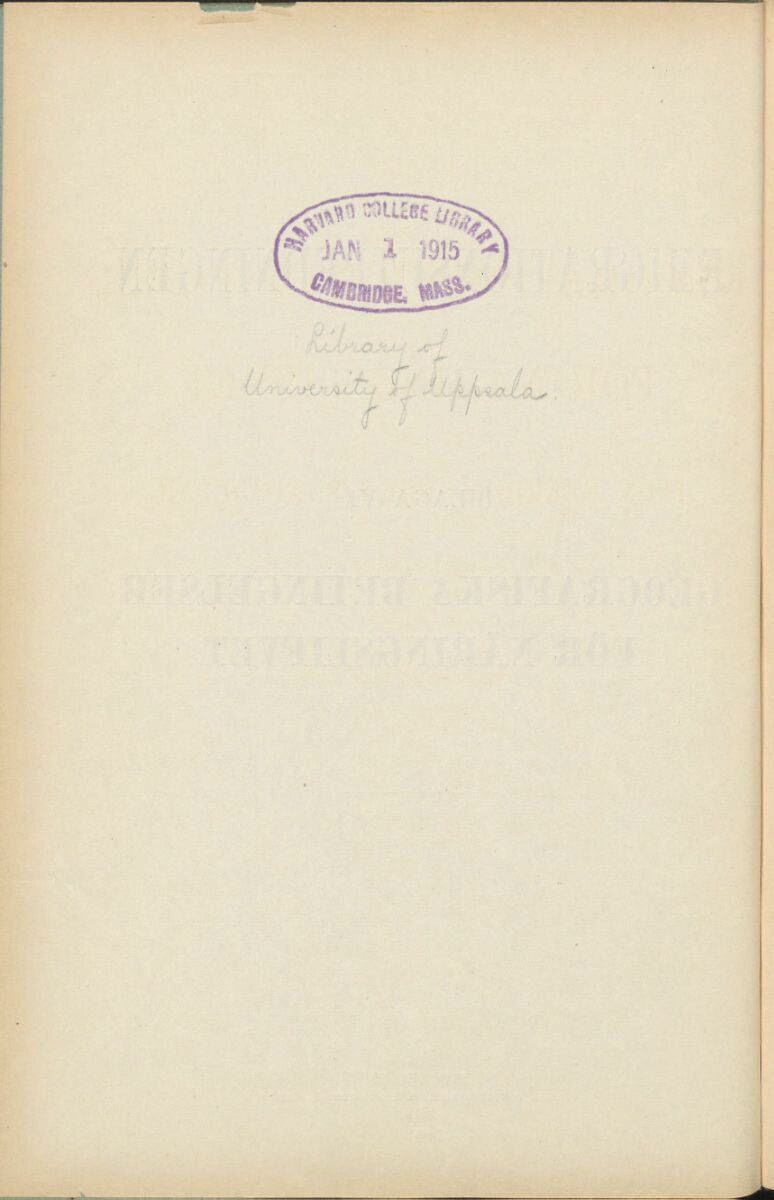 HARVARD COLLEGE LIBRARY
JAN 1 1915
CAMBRIDGE, MASS.
Library of
University of Uppsala.